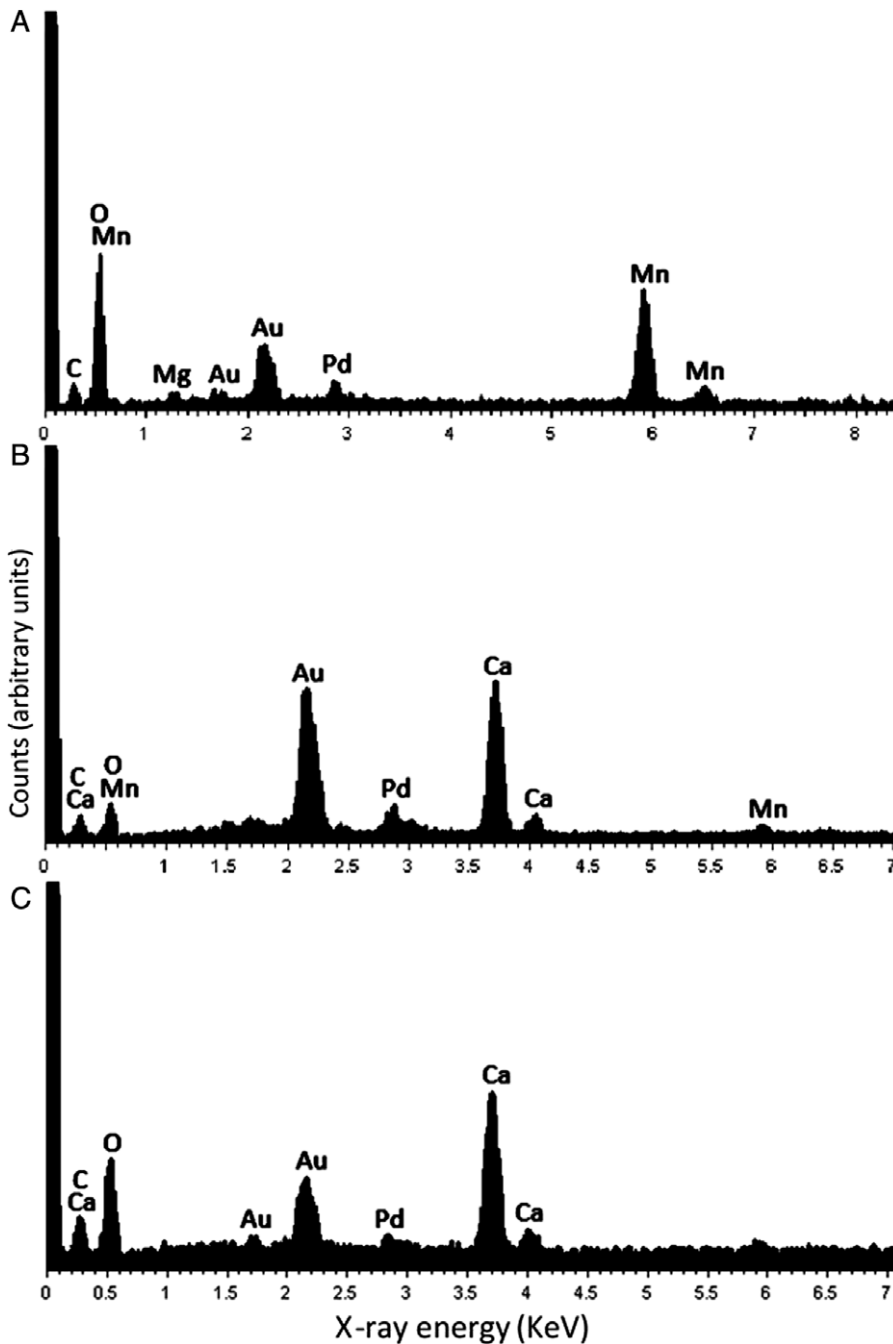 A
O
Mn
C
Mg
Au
Au
Pd
Mn
Mn
0 1 2 3 4 5 6 7 8
B
C
Ca
O
Mn
Au
Pd
Ca
Ca
Mn
0 .5 1 1.5 2 2.5 3 3.5 4 4.5 5 5.5 6 6.5 7
Counts (arbitrary units)
C
C
Ca
O
Au
Au
Pd
Ca
Ca
0 0.5 1 1.5 2 2.5 3 3.5 4 4.5 5 5.5 6 6.5 7
X-ray energy (KeV)